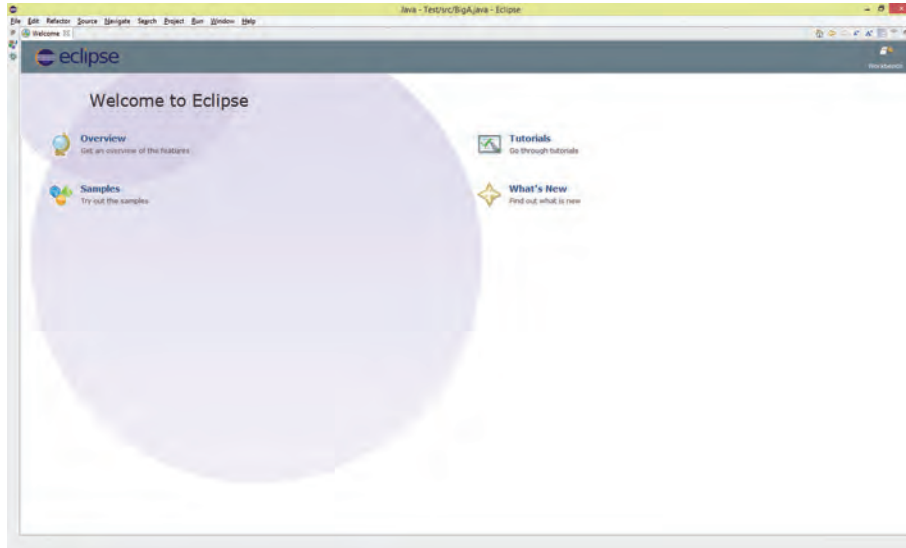 Java - Test/src/BigA.java - Eclipse
File Edit Refactor Source Navigate Search Project Run Window Help
Welcome
eclipse
Workbench
Welcome to Eclipse
Overview
Get an overview of the features
Tutorials
Go through tutorials
Samples
Try out the samples
What's New
Find out what is new